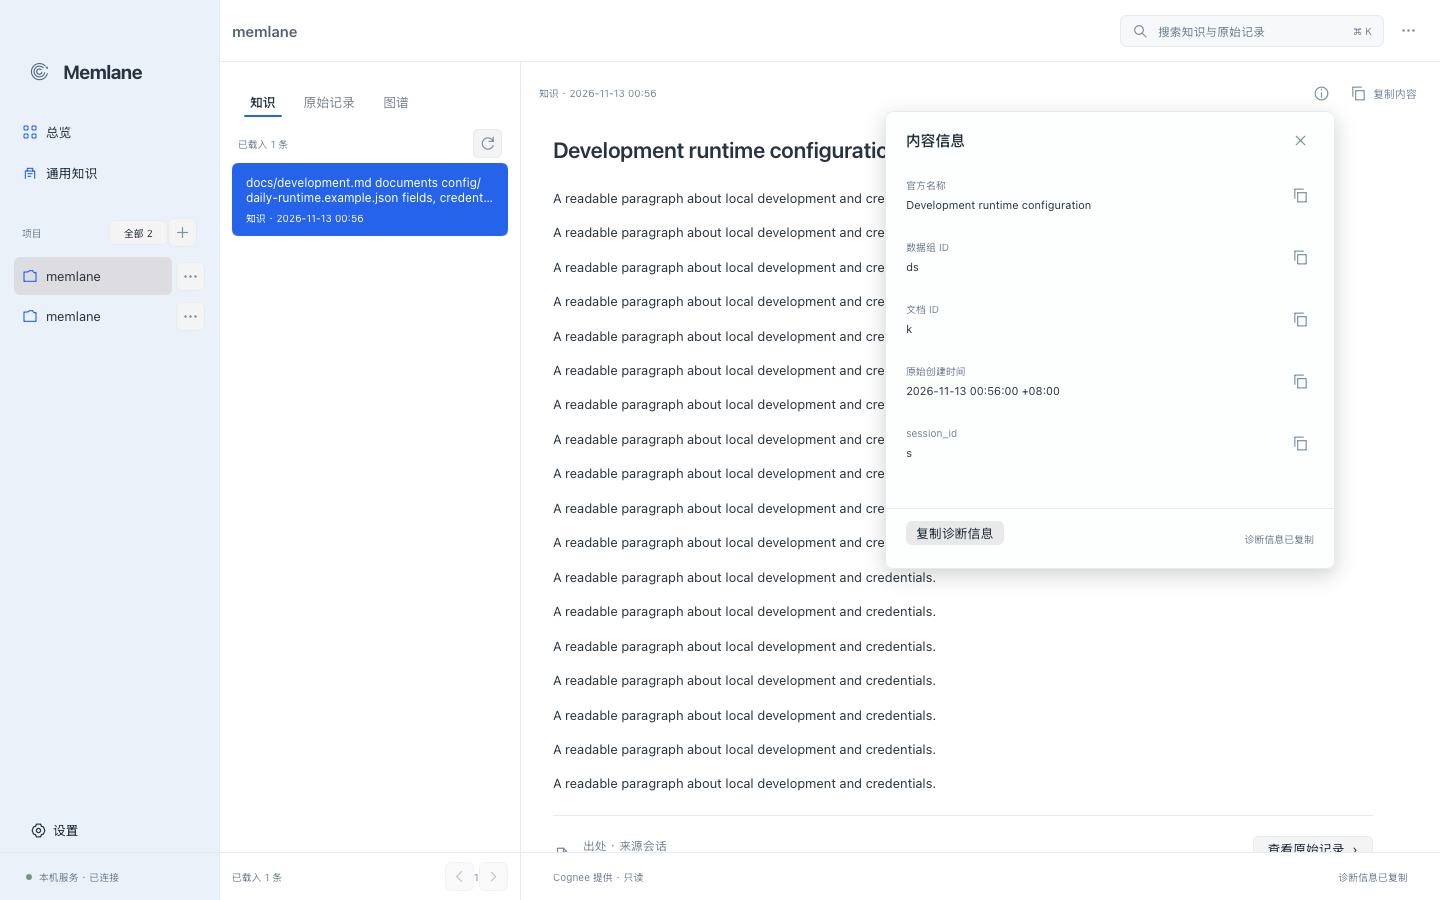 Memlane
总览
通用知识
项目
全部 2
memlane
memlane
设置
本机服务 · 已连接
memlane
搜索知识与原始记录
⌘ K
知识
原始记录
图谱
已载入 1 条
docs/development.md documents config/
daily-runtime.example.json fields, credent...
知识 · 2026-11-13 00:56
已载入 1 条
1
知识 · 2026-11-13 00:56
复制内容
Development runtime configuratio
A readable paragraph about local development and cre
A readable paragraph about local development and cre
A readable paragraph about local development and cre
A readable paragraph about local development and cre
A readable paragraph about local development and cre
A readable paragraph about local development and cre
A readable paragraph about local development and cre
A readable paragraph about local development and cre
A readable paragraph about local development and cre
A readable paragraph about local development and cre
A readable paragraph about local development and cre
A readable paragraph about local development and credentials.
A readable paragraph about local development and credentials.
A readable paragraph about local development and credentials.
A readable paragraph about local development and credentials.
A readable paragraph about local development and credentials.
A readable paragraph about local development and credentials.
A readable paragraph about local development and credentials.
出处 · 来源会话
查看原始记录 ›
内容信息
官方名称
Development runtime configuration
数据组 ID
ds
文档 ID
k
原始创建时间
2026-11-13 00:56:00 +08:00
session_id
s
复制诊断信息
诊断信息已复制
Cognee 提供 · 只读
诊断信息已复制